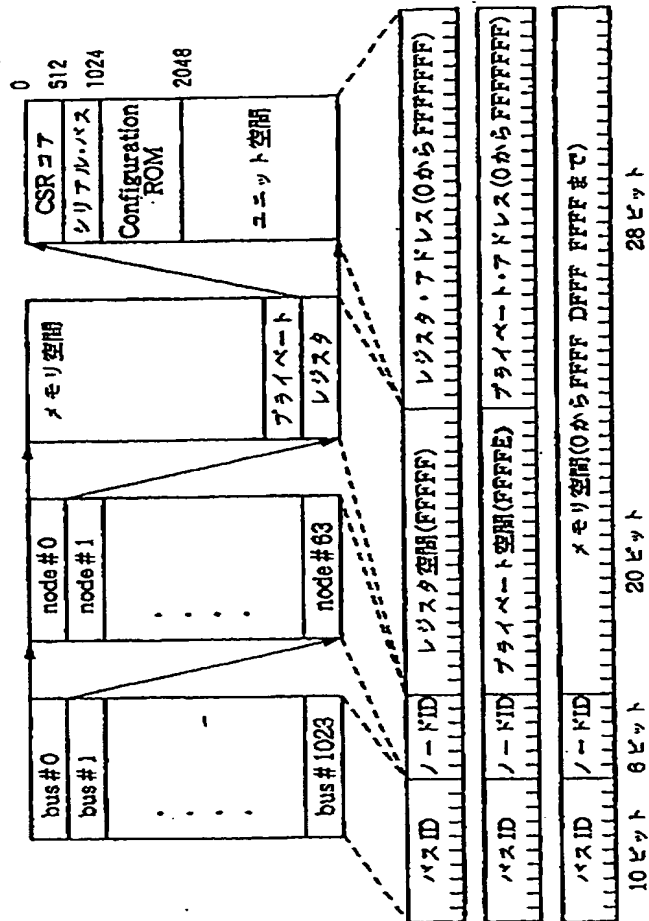 bus#0
bus#1
bus#1023
node#0
node#1
node#63
メモリ空間
プライベート
レジスタ
0
512
1024
2048
CSRコア
シリアル・バス
Configuration
ROM
ユニット空間
バスID
ノードID
レジスタ空間(FFFFF)
レジスタ・アドレス(0からFFFFFFF)
バスID
ノードID
プライベート空間(FFFFE)
プライベート・アドレス(0からFFFFFFF)
バスID
ノードID
メモリ空間(0からFFFF DFFF FFFFまで)
10ビット
6ビット
20ビット
28ビット